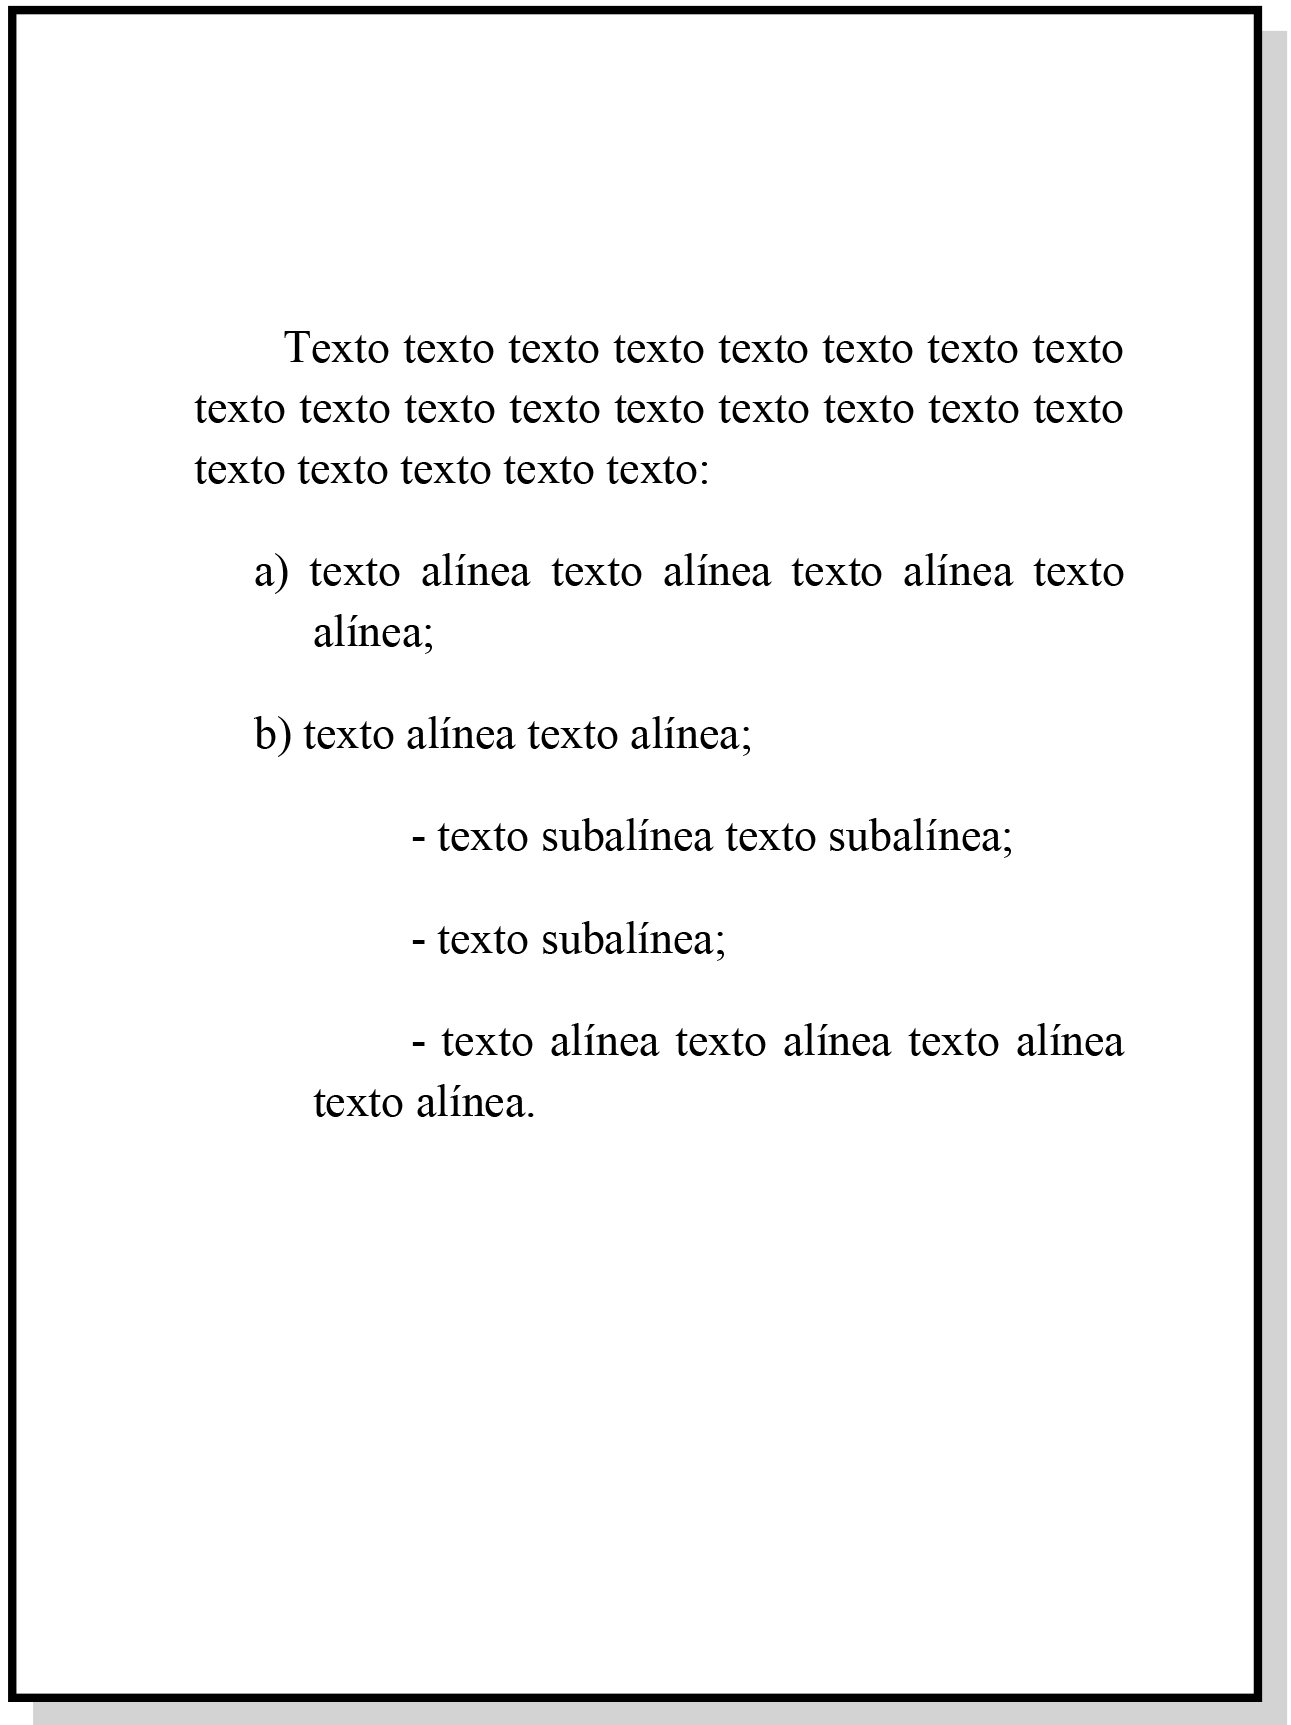 Texto texto texto texto texto texto texto texto
texto texto texto texto texto texto texto texto texto
texto texto texto texto texto:
a) texto alínea texto alínea texto alínea texto
alínea;
b) texto alínea texto alínea;
- texto subalínea texto subalínea;
- texto subalínea;
- texto alínea texto alínea texto alínea
texto alínea.